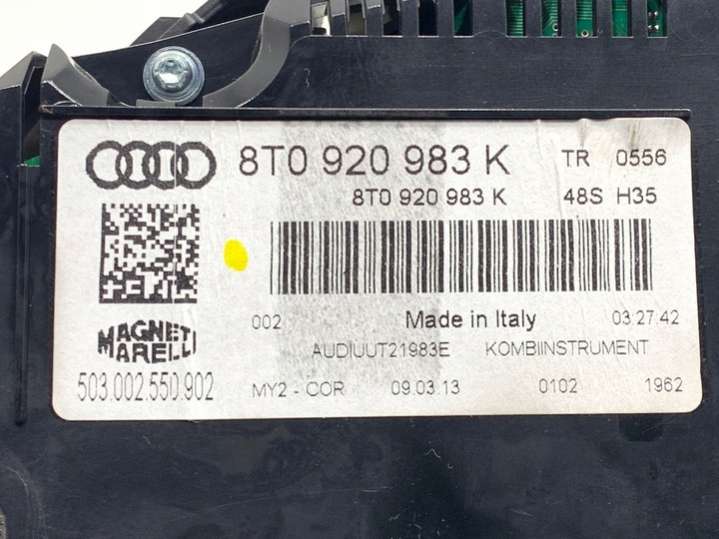 8T0 920 983 K TR 0556
8T0 920 983 K 48S H35
002 Made in Italy 03:27:42
MAGNETI
MARELLI
AUDIUUT21983E KOMBIINSTRUMENT
503.002.550.902 MY2 - COR 09.03.13 0102 1962